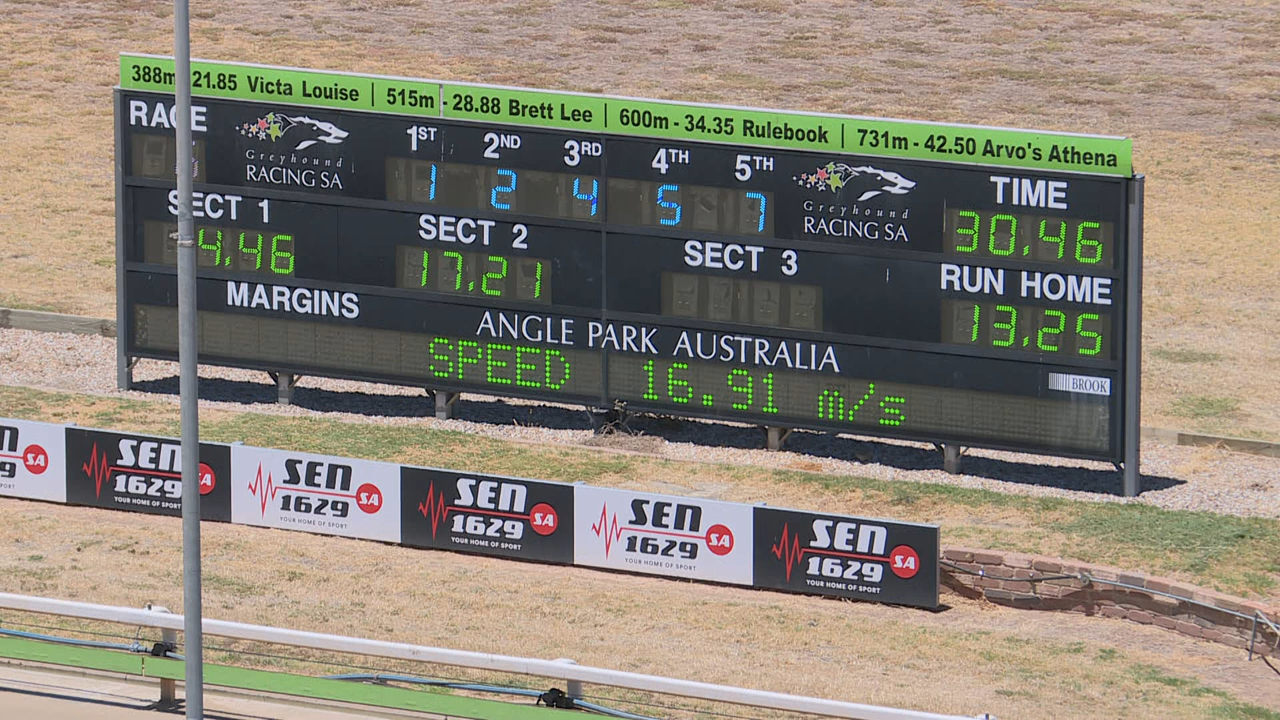 388m 21.85 Victa Louise | 515m - 28.88 Brett Lee | 600m - 34.35 Rulebook | 731m - 42.50 Arvo's Athena
RACE
Greyhound
RACING SA
1ST 2ND 3RD 4TH 5TH
1 2 4 5 7
Greyhound
RACING SA
TIME
30.46
SECT 1
4.46
SECT 2
17.21
SECT 3
RUN HOME
13.25
MARGINS
ANGLE PARK AUSTRALIA
SPEED 16.91 m/s
BROOK
9 SA
SEN
1629 SA
YOUR HOME OF SPORT
SEN
1629 SA
YOUR HOME OF SPORT
SEN
1629 SA
YOUR HOME OF SPORT
SEN
1629 SA
YOUR HOME OF SPORT
SEN
1629 SA
YOUR HOME OF SPORT